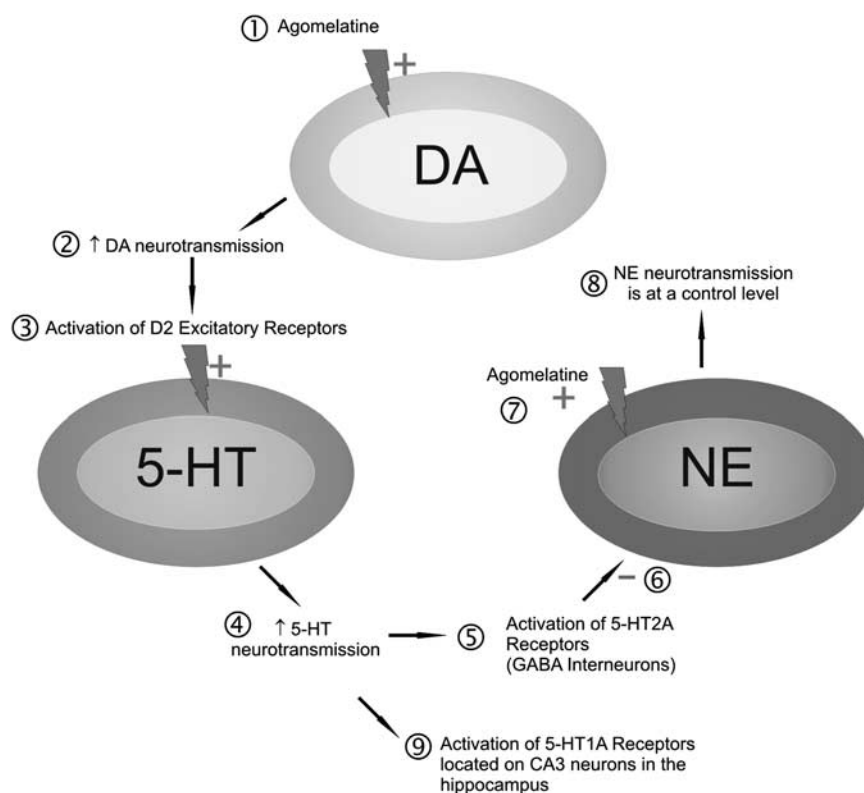 ① Agomelatine
+
DA
② ↑ DA neurotransmission
③ Activation of D2 Excitatory Receptors
+
5-HT
④ ↑ 5-HT
neurotransmission
⑤ Activation of 5-HT2A
Receptors
(GABA Interneurons)
− ⑥
Agomelatine
⑦ +
NE
⑧ NE neurotransmission
is at a control level
⑨ Activation of 5-HT1A Receptors
located on CA3 neurons in the
hippocampus